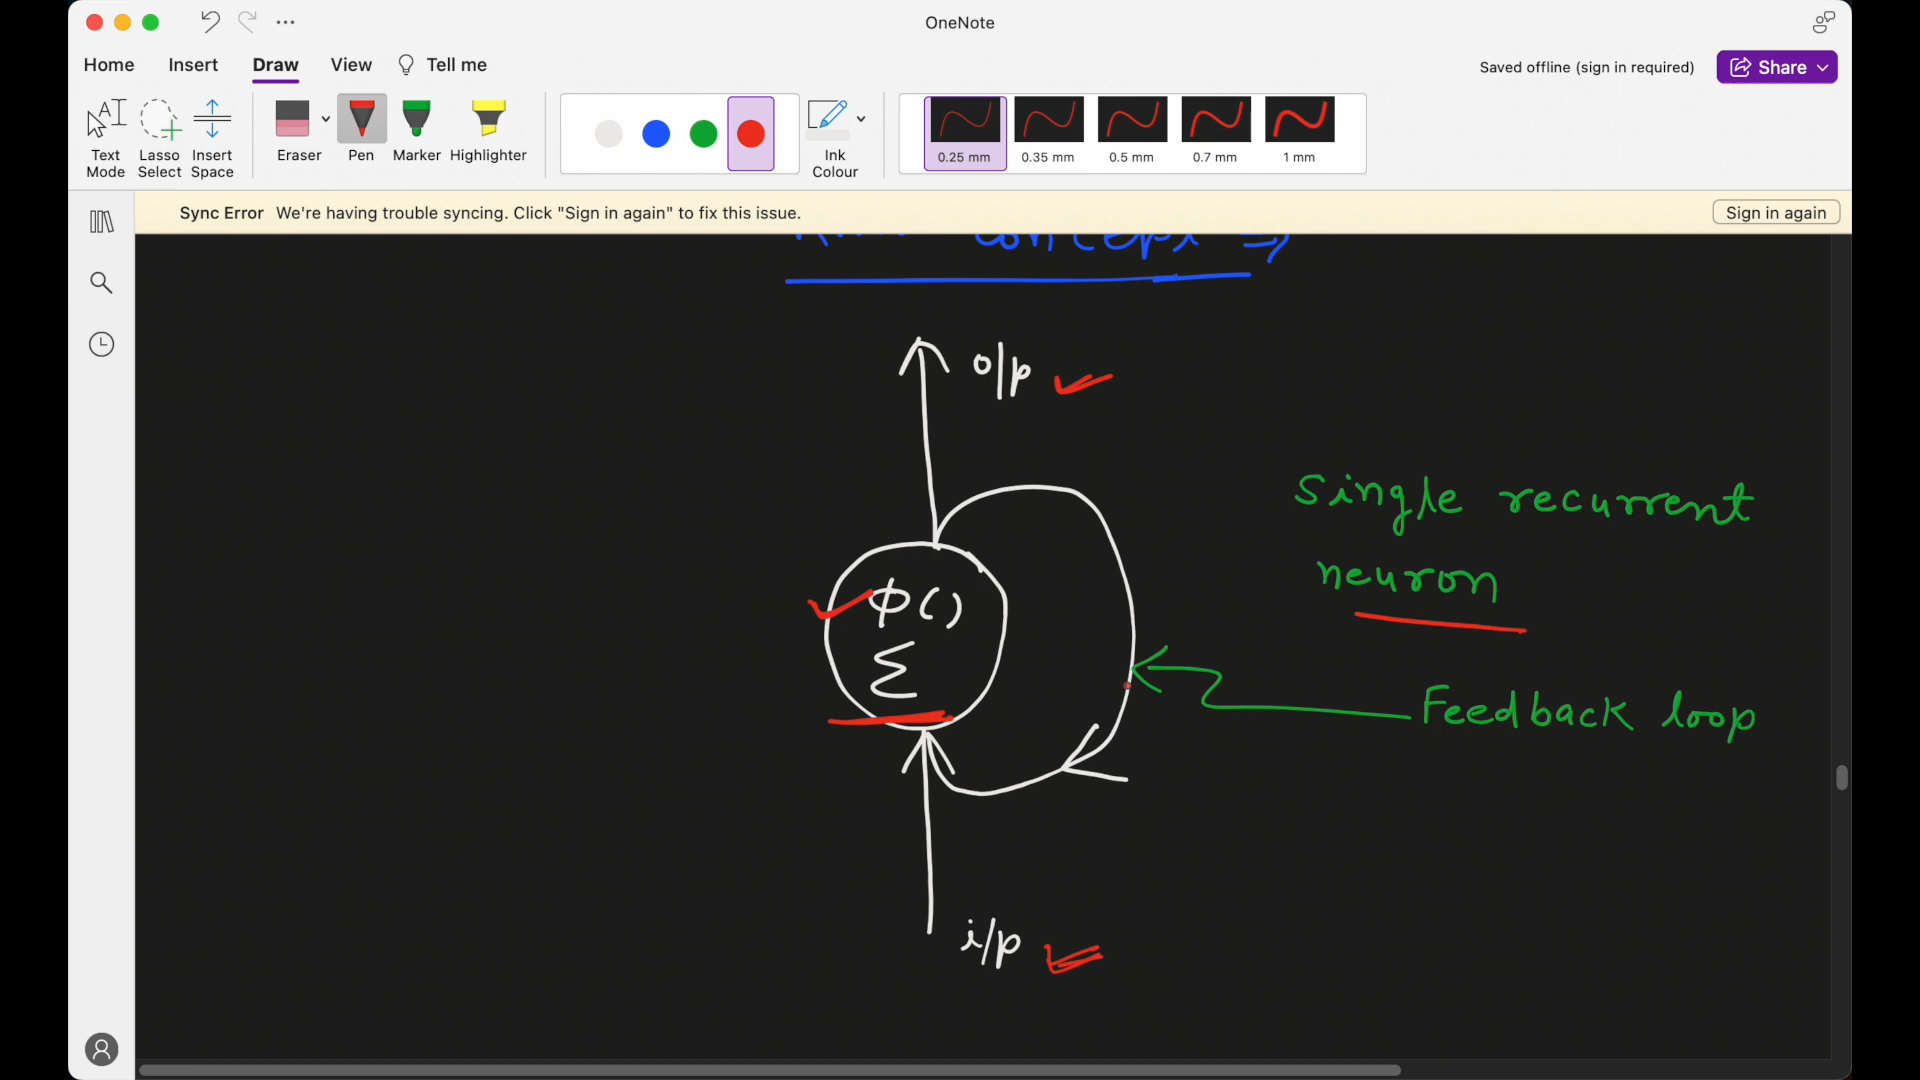 OneNote
Home Insert Draw View Tell me
Saved offline (sign in required)
Share
Text Mode
Lasso Select
Insert Space
Eraser
Pen
Marker
Highlighter
Ink Colour
0.25 mm
0.35 mm
0.5 mm
0.7 mm
1 mm
Sync Error We're having trouble syncing. Click "Sign in again" to fix this issue.
Sign in again
concept ⇒
o/p
Single recurrent
neuron
Φ()
Σ
Feedback loop
i/p